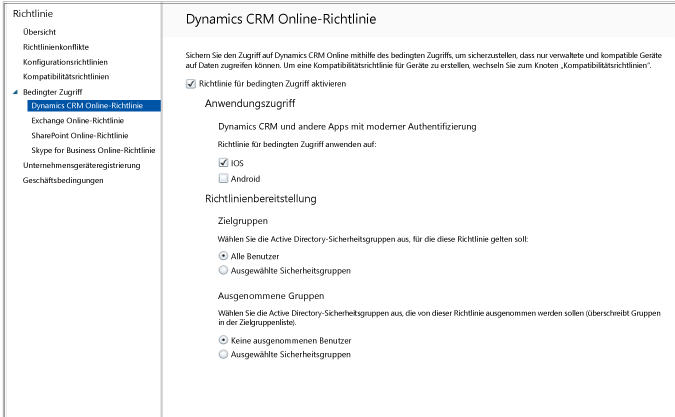 Richtlinie
Übersicht
Richtlinienkonflikte
Konfigurationsrichtlinien
Kompatibilitätsrichtlinien
Bedingter Zugriff
Dynamics CRM Online-Richtlinie
Exchange Online-Richtlinie
SharePoint Online-Richtlinie
Skype for Business Online-Richtlinie
Unternehmensgeräteregistrierung
Geschäftsbedingungen
Dynamics CRM Online-Richtlinie
Sichern Sie den Zugriff auf Dynamics CRM Online mithilfe des bedingten Zugriffs, um sicherzustellen, dass nur verwaltete und kompatible Geräte
auf Daten zugreifen können. Um eine Kompatibilitätsrichtlinie für Geräte zu erstellen, wechseln Sie zum Knoten „Kompatibilitätsrichtlinien“.
Richtlinie für bedingten Zugriff aktivieren
Anwendungszugriff
Dynamics CRM und andere Apps mit moderner Authentifizierung
Richtlinie für bedingten Zugriff anwenden auf:
IOS
Android
Richtlinienbereitstellung
Zielgruppen
Wählen Sie die Active Directory-Sicherheitsgruppen aus, für die diese Richtlinie gelten soll:
Alle Benutzer
Ausgewählte Sicherheitsgruppen
Ausgenommene Gruppen
Wählen Sie die Active Directory-Sicherheitsgruppen aus, die von dieser Richtlinie ausgenommen werden sollen (überschreibt Gruppen
in der Zielgruppenliste).
Keine ausgenommenen Benutzer
Ausgewählte Sicherheitsgruppen